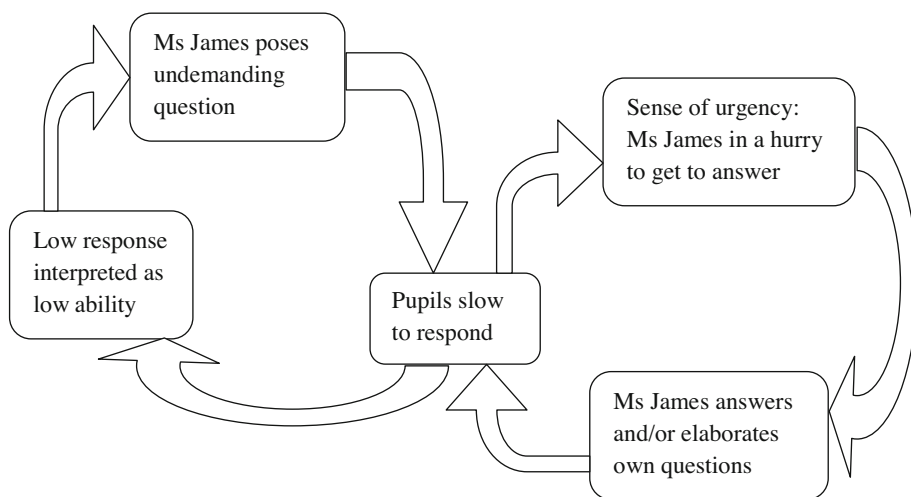 Ms James poses
undemanding
question
Sense of urgency:
Ms James in a hurry
to get to answer
Low response
interpreted as
low ability
Pupils slow
to respond
Ms James answers
and/or elaborates
own questions